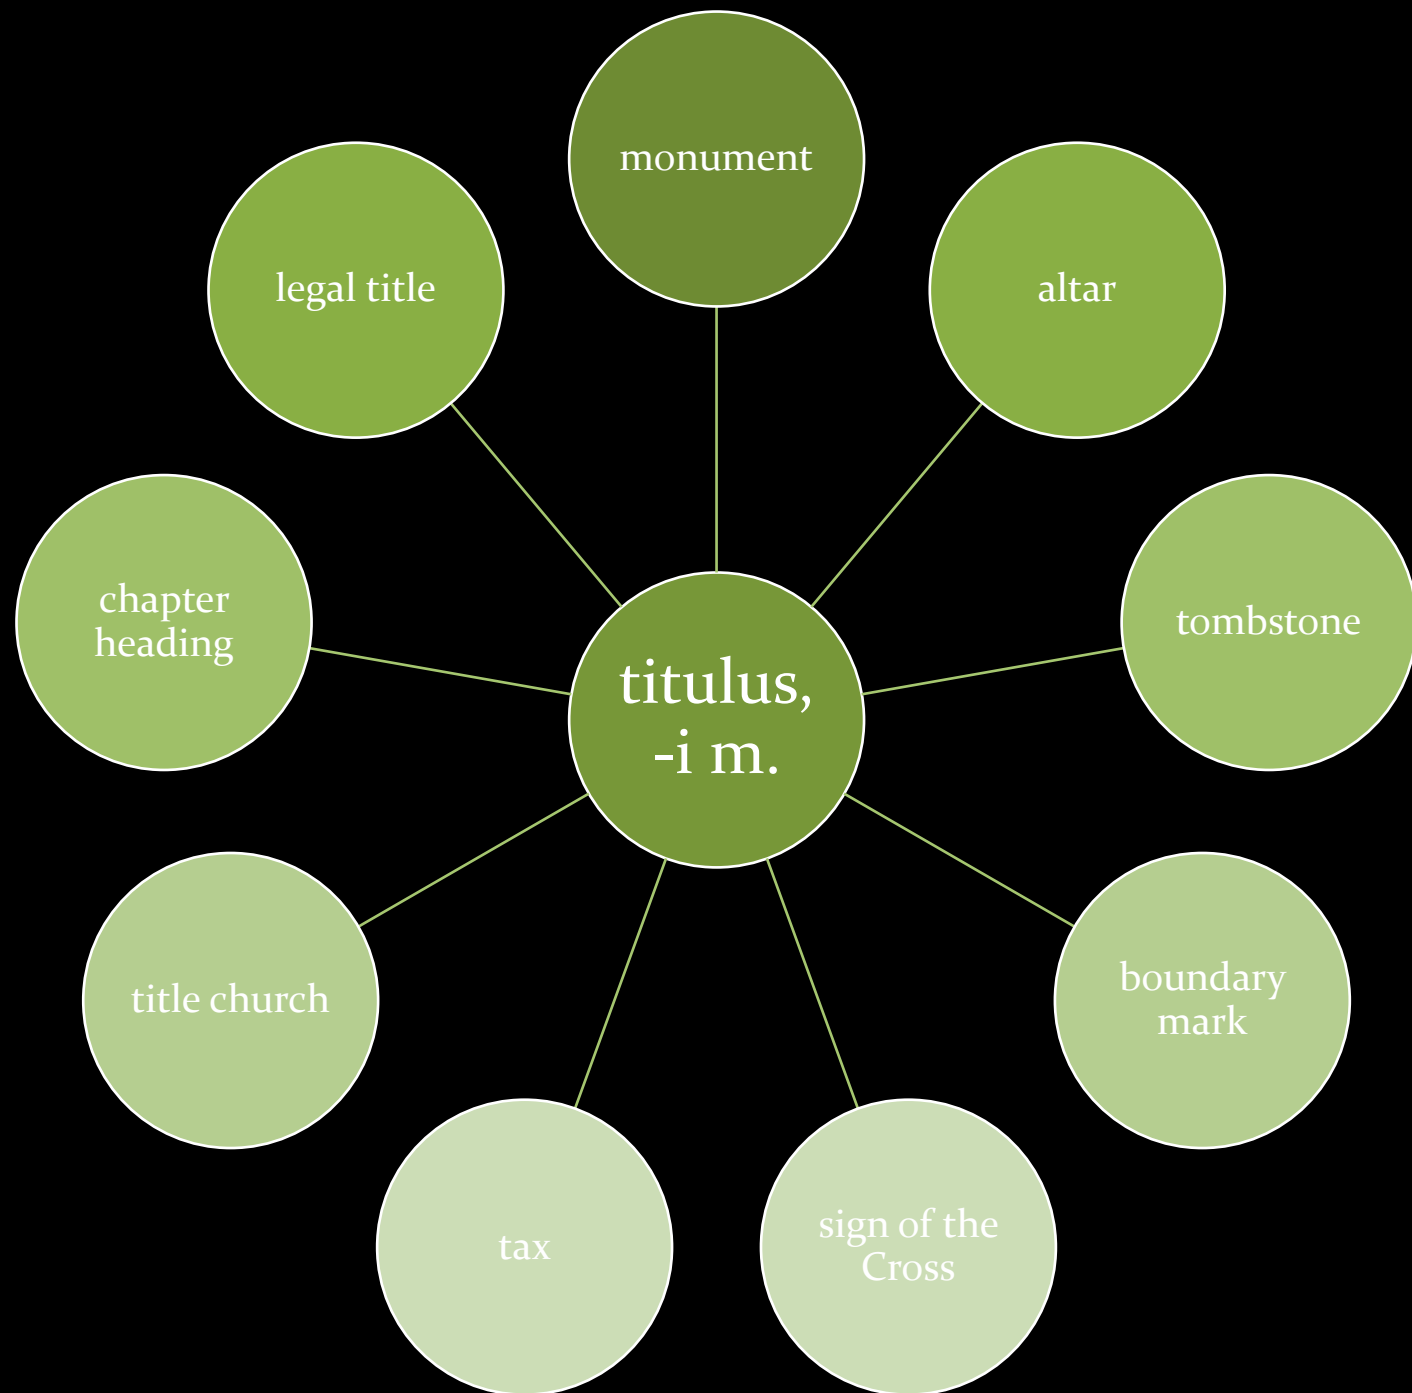 monument
legal title
altar
chapter
heading
tombstone
titulus,
-i m.
title church
boundary
mark
tax
sign of the
Cross